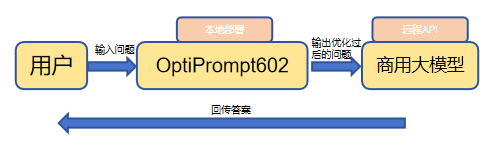 本地部署
远程API
输入问题
输出优化过
后的问题
用户
OptiPrompt602
商用大模型
回传答案